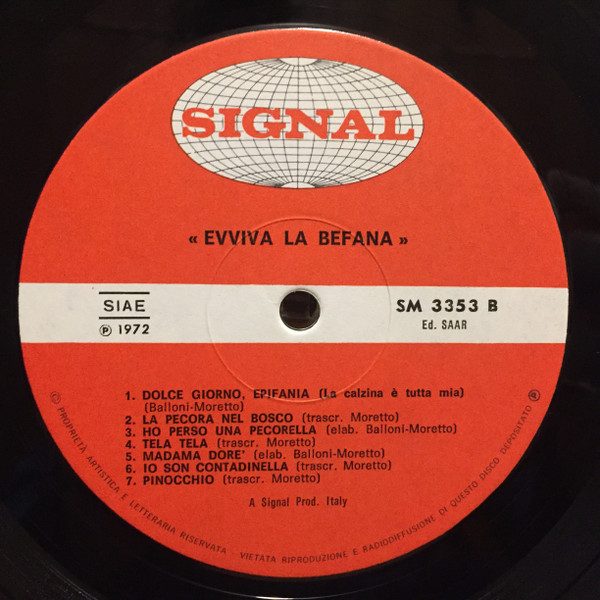 SIGNAL
« EVVIVA LA BEFANA »
SIAE
℗ 1972
SM 3353 B
Ed. SAAR
1. DOLCE GIORNO, EPIFANIA (La calzina è tutta mia)
(Balloni-Moretto)
2. LA PECORA NEL BOSCO (trascr. Moretto)
3. HO PERSO UNA PECORELLA (elab. Balloni-Moretto)
4. TELA TELA (trascr. Moretto)
5. MADAMA DORE' (elab. Balloni-Moretto)
6. IO SON CONTADINELLA (trascr. Moretto)
7. PINOCCHIO (trascr. Moretto)
A Signal Prod. Italy
© PROPRIETÀ ARTISTICA E LETTERARIA RISERVATA - VIETATA RIPRODUZIONE E RADIODIFFUSIONE DI QUESTO DISCO DEPOSITATO ℗